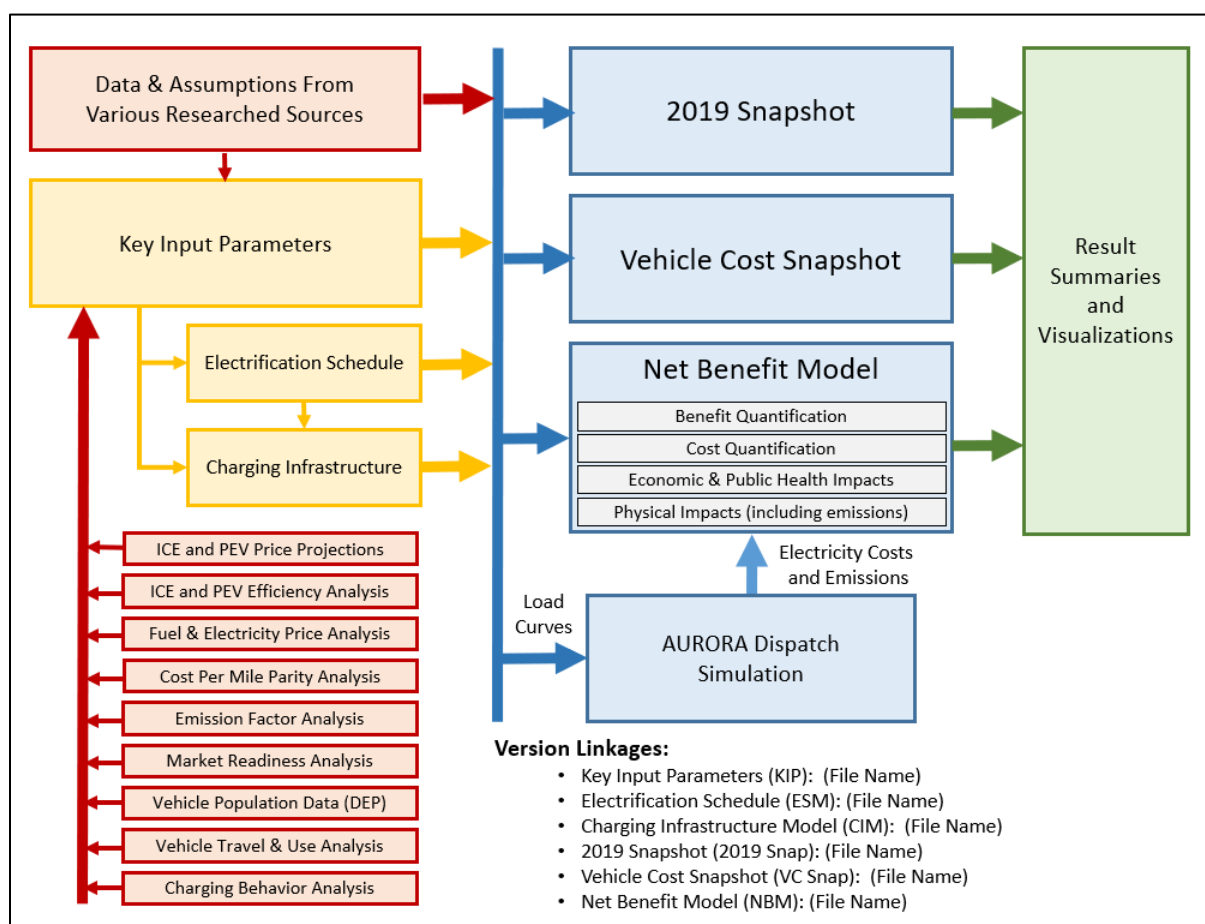 Data & Assumptions From
Various Researched Sources
Key Input Parameters
Electrification Schedule
Charging Infrastructure
ICE and PEV Price Projections
ICE and PEV Efficiency Analysis
Fuel & Electricity Price Analysis
Cost Per Mile Parity Analysis
Emission Factor Analysis
Market Readiness Analysis
Vehicle Population Data (DEP)
Vehicle Travel & Use Analysis
Charging Behavior Analysis
2019 Snapshot
Vehicle Cost Snapshot
Net Benefit Model
Benefit Quantification
Cost Quantification
Economic & Public Health Impacts
Physical Impacts (including emissions)
Electricity Costs
and Emissions
Load
Curves
AURORA Dispatch
Simulation
Result
Summaries
and
Visualizations
Version Linkages:
• Key Input Parameters (KIP): (File Name)
• Electrification Schedule (ESM): (File Name)
• Charging Infrastructure Model (CIM): (File Name)
• 2019 Snapshot (2019 Snap): (File Name)
• Vehicle Cost Snapshot (VC Snap): (File Name)
• Net Benefit Model (NBM): (File Name)